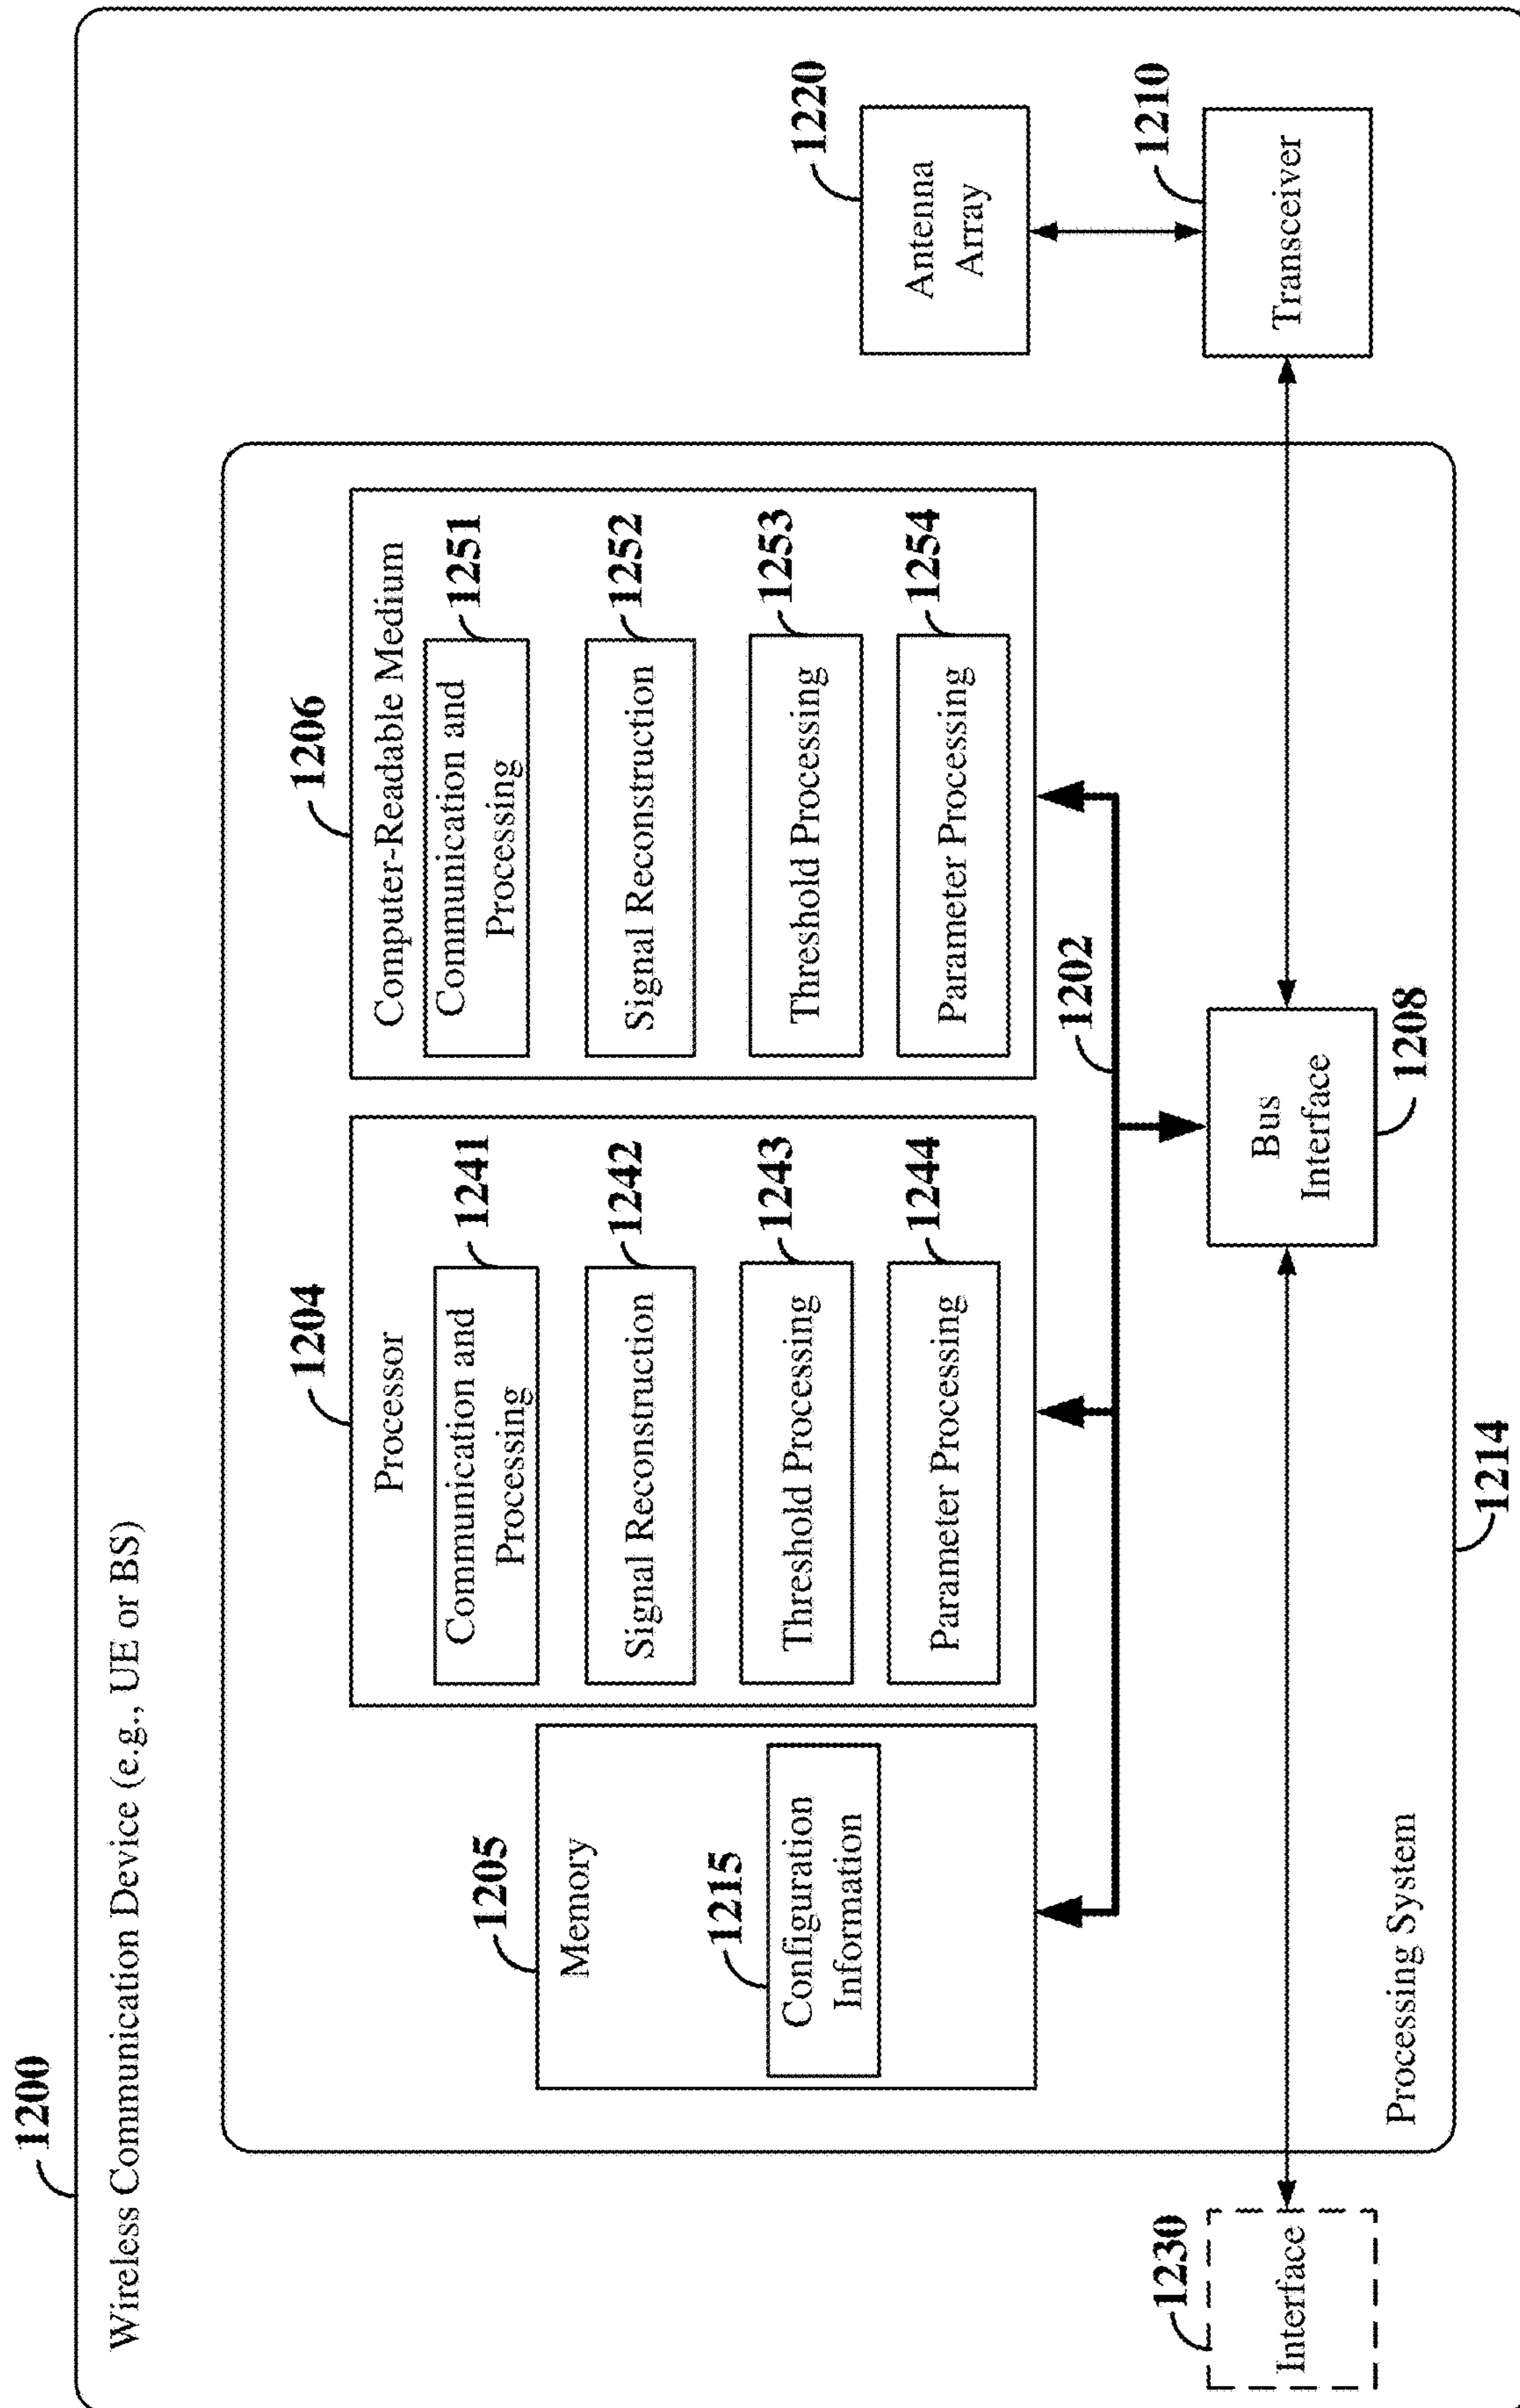 1200
Wireless Communication Device (e.g., UE or BS)
1204
1206
Processor
Computer-Readable Medium
1205
Memory
1215
Configuration
Information
1241
Communication and
Processing
1242
Signal Reconstruction
1243
Threshold Processing
1244
Parameter Processing
1251
Communication and
Processing
1252
Signal Reconstruction
1253
Threshold Processing
1254
Parameter Processing
1220
Antenna
Array
1202
1230
Interface
Bus
Interface
1208
1210
Transceiver
Processing System
1214